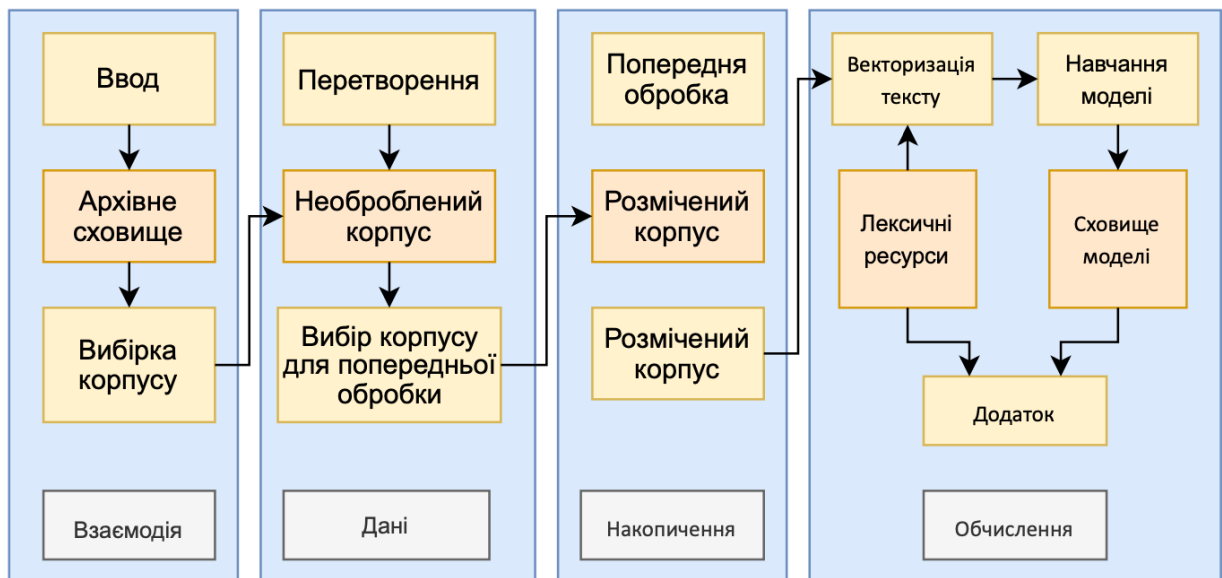 Ввод
Архівне
сховище
Вибірка
корпусу
Взаємодія
Перетворення
Необроблений
корпус
Вибір корпусу
для попередньої
обробки
Дані
Попередня
обробка
Розмічений
корпус
Розмічений
корпус
Накопичення
Векторизація
тексту
Навчання
моделі
Лексичні
ресурси
Сховище
моделі
Додаток
Обчислення